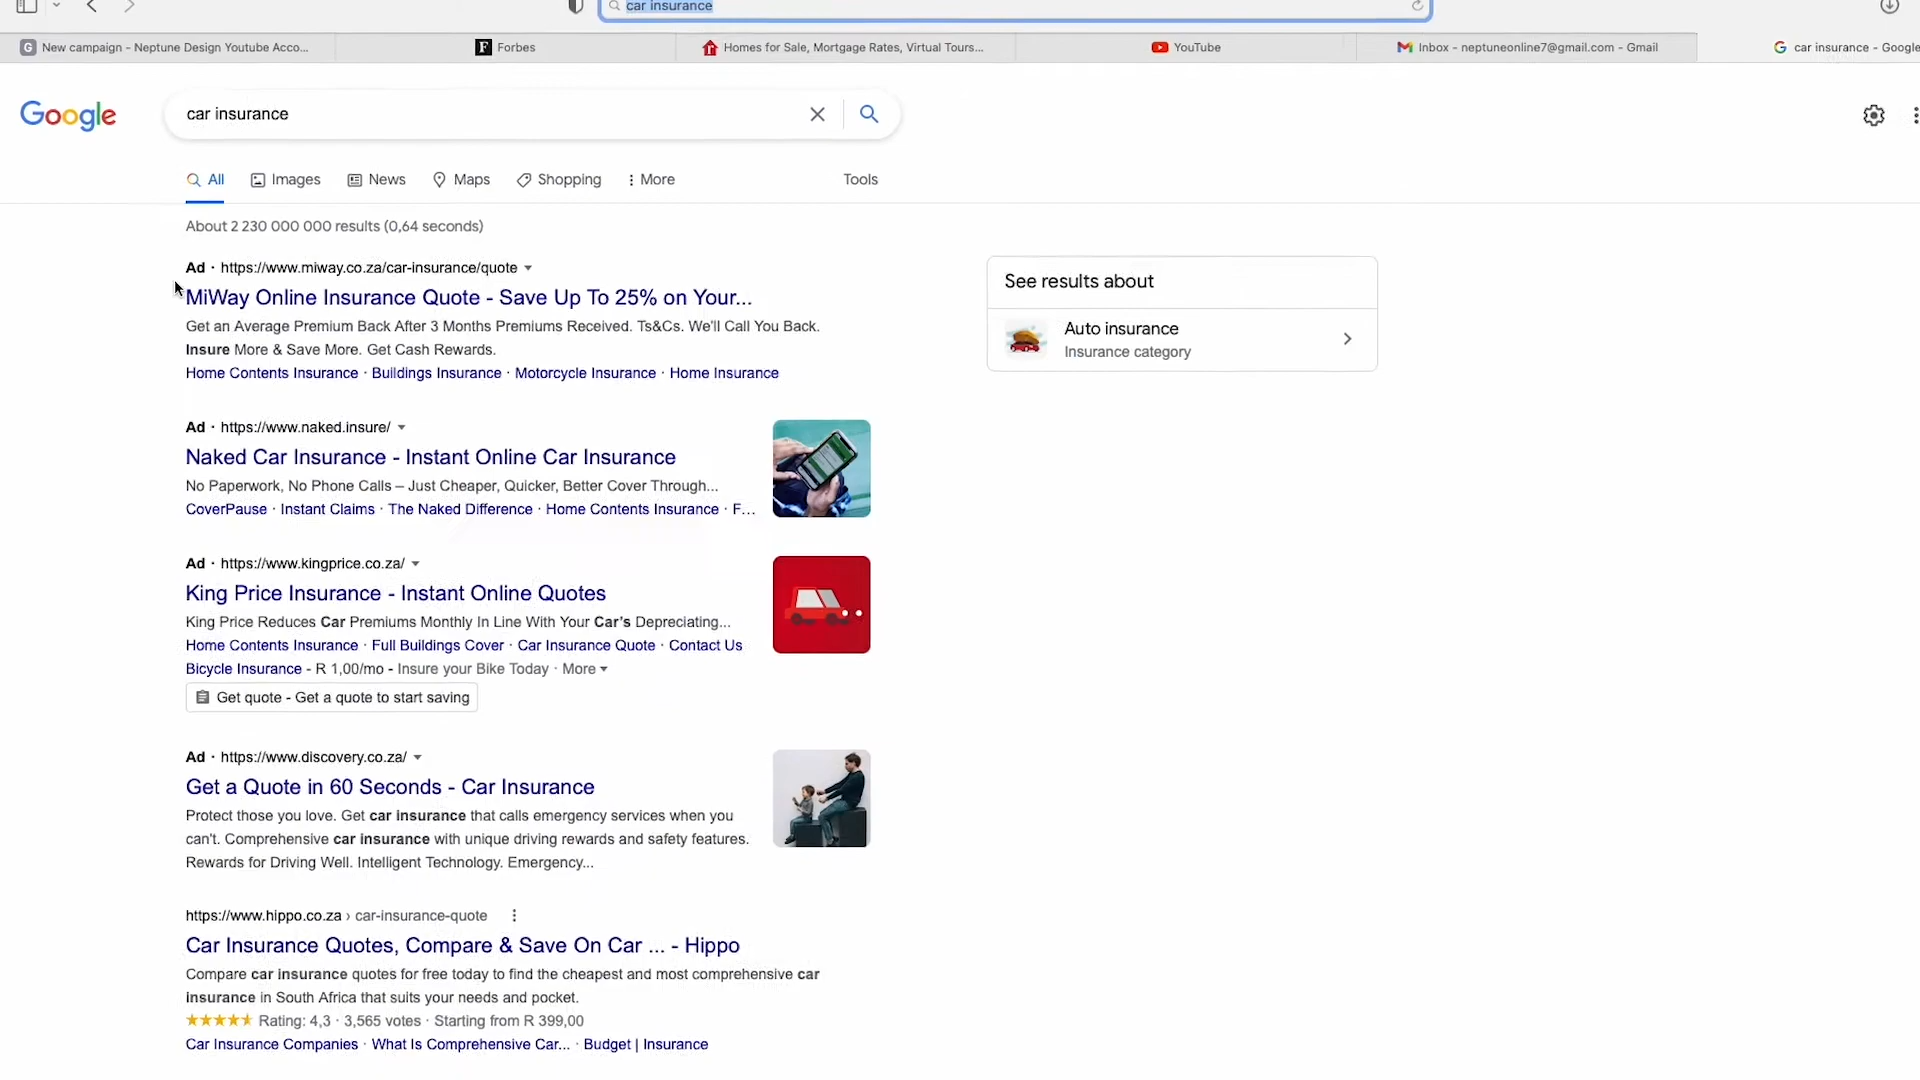 car insurance
New campaign - Neptune Design Youtube Acco...
Forbes
Homes for Sale, Mortgage Rates, Virtual Tours...
YouTube
Inbox - neptuneonline7@gmail.com - Gmail
car insurance - Google
Google
car insurance
All
Images
News
Maps
Shopping
More
Tools
About 2 230 000 000 results (0,64 seconds)
Ad · https://www.miway.co.za/car-insurance/quote
MiWay Online Insurance Quote - Save Up To 25% on Your...
Get an Average Premium Back After 3 Months Premiums Received. Ts&Cs. We'll Call You Back.
Insure More & Save More. Get Cash Rewards.
Home Contents Insurance · Buildings Insurance · Motorcycle Insurance · Home Insurance
See results about
Auto insurance
Insurance category
Ad · https://www.naked.insure/
Naked Car Insurance - Instant Online Car Insurance
No Paperwork, No Phone Calls – Just Cheaper, Quicker, Better Cover Through...
CoverPause · Instant Claims · The Naked Difference · Home Contents Insurance · F...
Ad · https://www.kingprice.co.za/
King Price Insurance - Instant Online Quotes
King Price Reduces Car Premiums Monthly In Line With Your Car's Depreciating...
Home Contents Insurance · Full Buildings Cover · Car Insurance Quote · Contact Us
Bicycle Insurance - R 1,00/mo - Insure your Bike Today · More
Get quote - Get a quote to start saving
Ad · https://www.discovery.co.za/
Get a Quote in 60 Seconds - Car Insurance
Protect those you love. Get car insurance that calls emergency services when you
can't. Comprehensive car insurance with unique driving rewards and safety features.
Rewards for Driving Well. Intelligent Technology. Emergency...
https://www.hippo.co.za › car-insurance-quote
Car Insurance Quotes, Compare & Save On Car ... - Hippo
Compare car insurance quotes for free today to find the cheapest and most comprehensive car
insurance in South Africa that suits your needs and pocket.
Rating: 4,3 · 3,565 votes · Starting from R 399,00
Car Insurance Companies · What Is Comprehensive Car... · Budget | Insurance